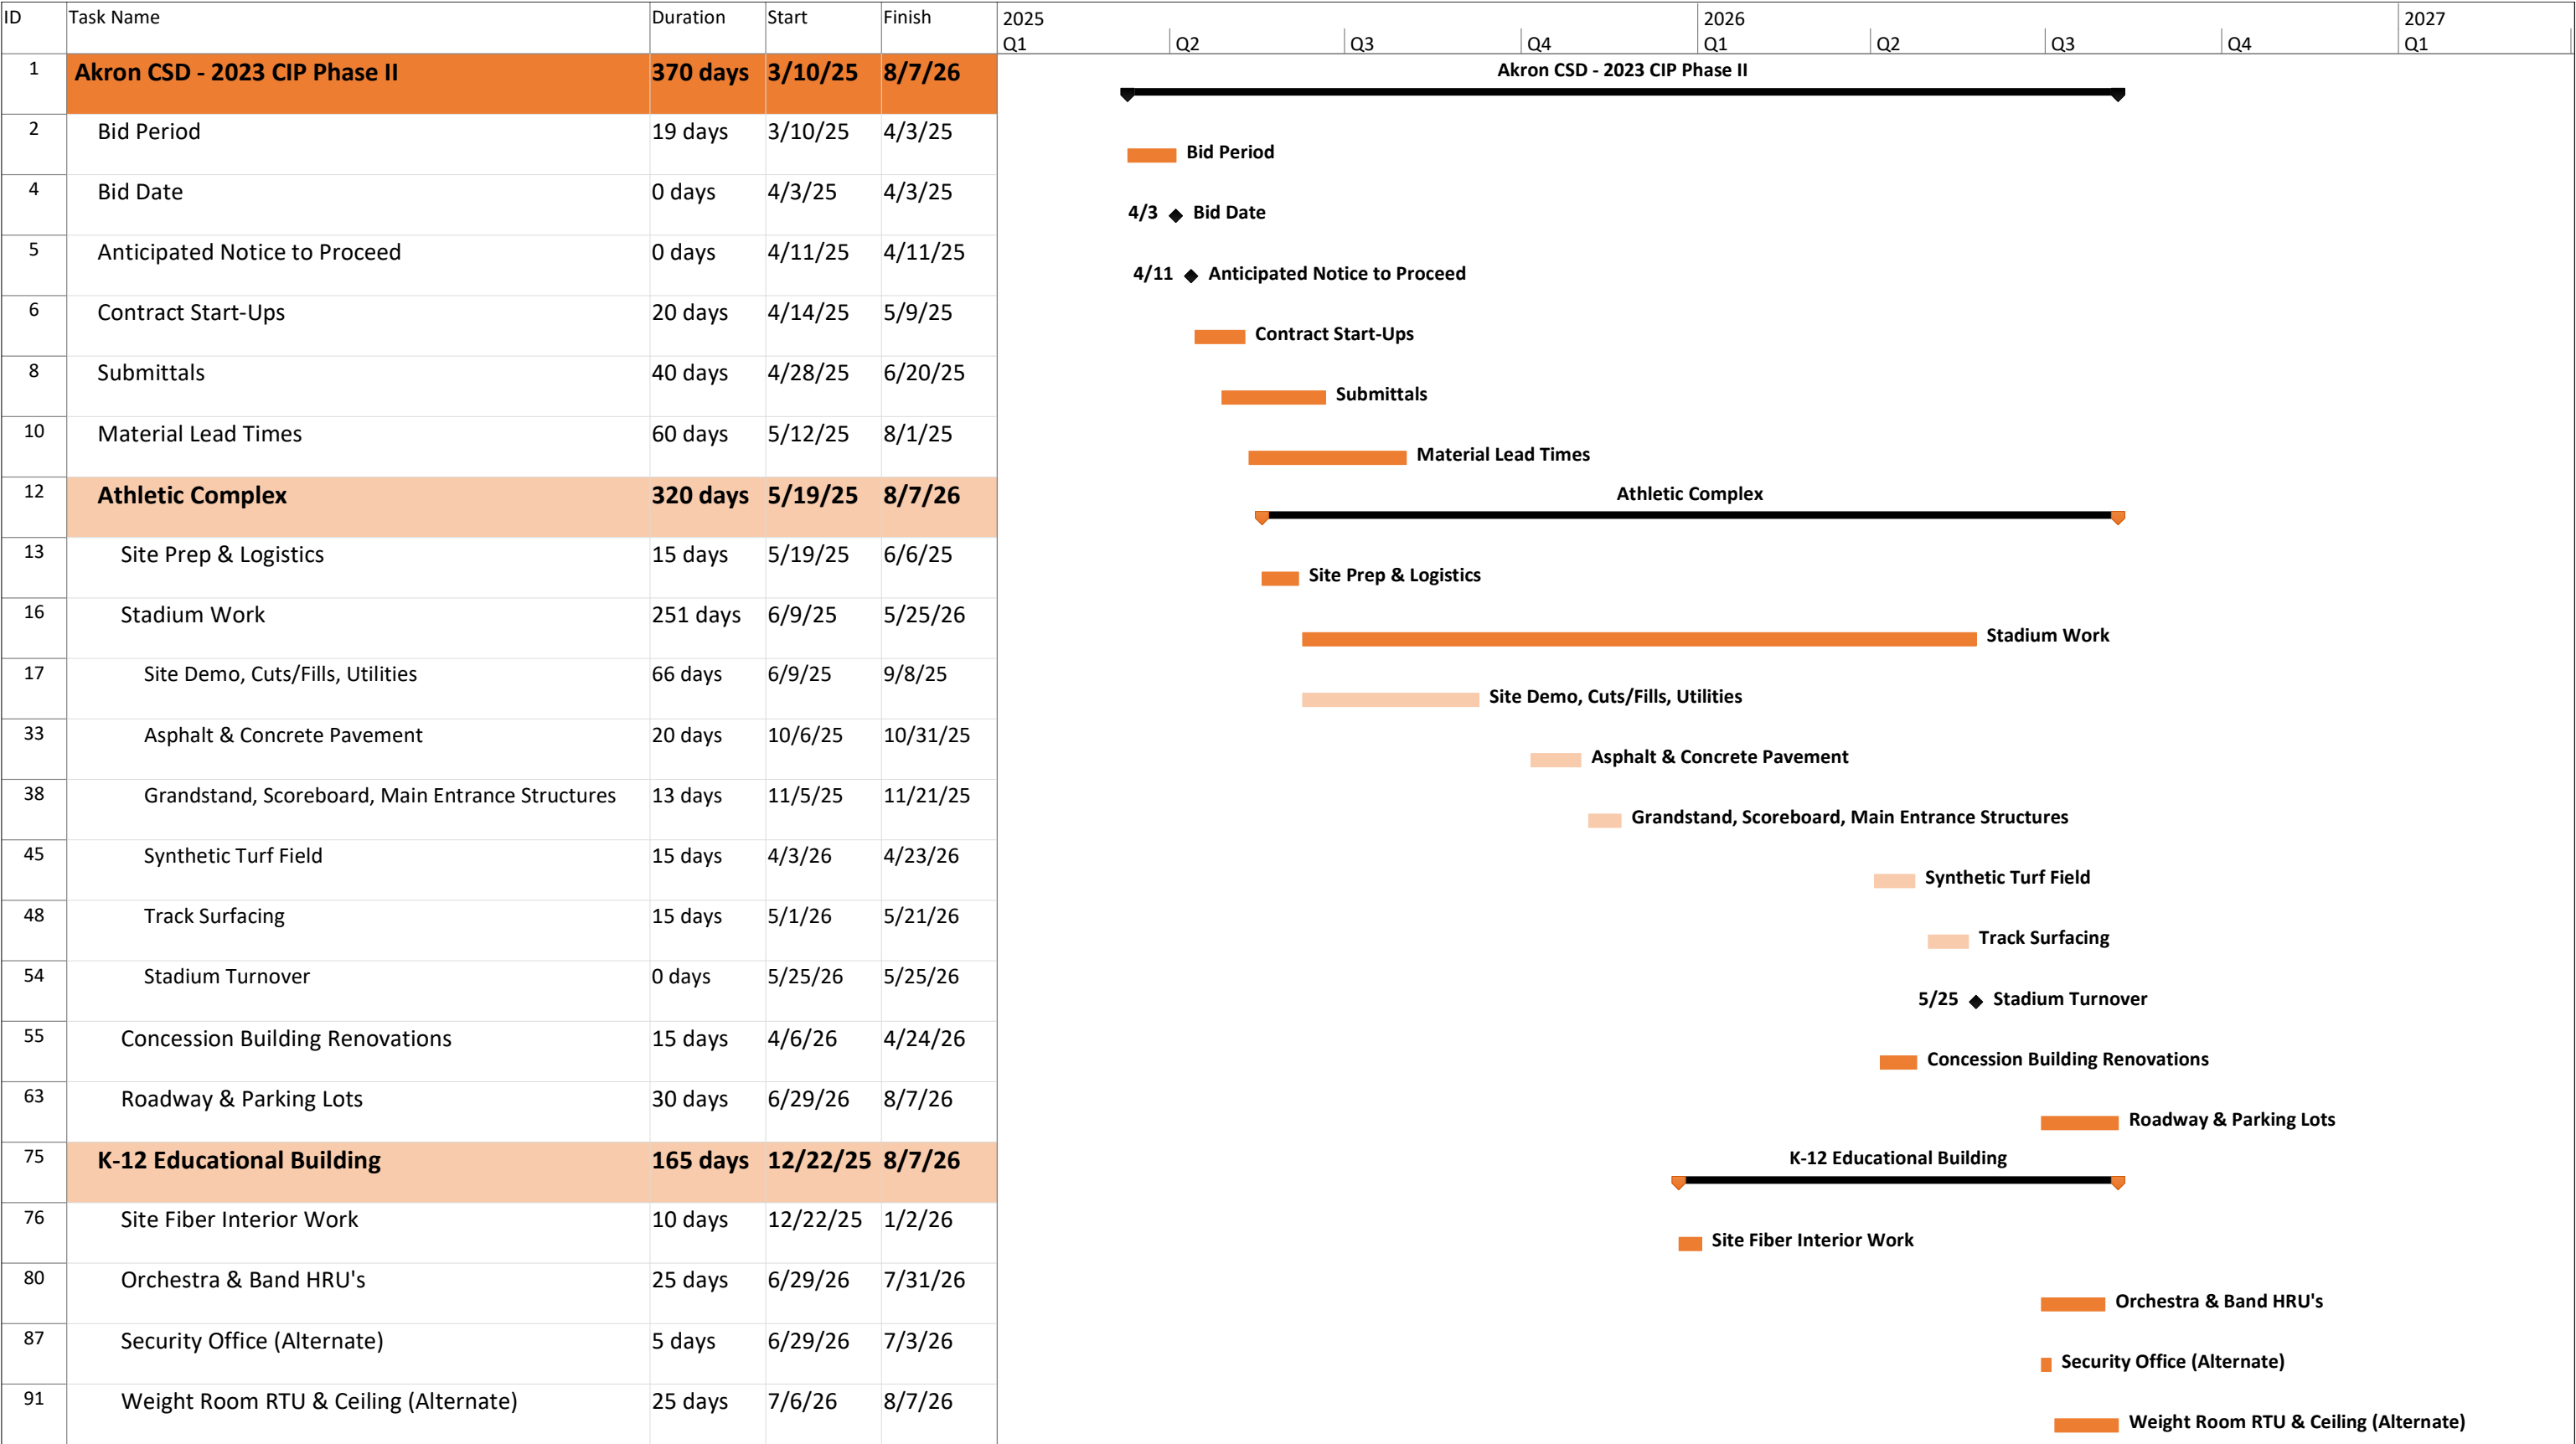 ID Task Name Duration Start Finish 2025 2026 2027
Q1 Q2 Q3 Q4 Q1 Q2 Q3 Q4 Q1
1 Akron CSD - 2023 CIP Phase II 370 days 3/10/25 8/7/26 Akron CSD - 2023 CIP Phase II
2 Bid Period 19 days 3/10/25 4/3/25 Bid Period
4 Bid Date 0 days 4/3/25 4/3/25 4/3 Bid Date
5 Anticipated Notice to Proceed 0 days 4/11/25 4/11/25 4/11 Anticipated Notice to Proceed
6 Contract Start-Ups 20 days 4/14/25 5/9/25 Contract Start-Ups
8 Submittals 40 days 4/28/25 6/20/25 Submittals
10 Material Lead Times 60 days 5/12/25 8/1/25 Material Lead Times
12 Athletic Complex 320 days 5/19/25 8/7/26 Athletic Complex
13 Site Prep & Logistics 15 days 5/19/25 6/6/25 Site Prep & Logistics
16 Stadium Work 251 days 6/9/25 5/25/26 Stadium Work
17 Site Demo, Cuts/Fills, Utilities 66 days 6/9/25 9/8/25 Site Demo, Cuts/Fills, Utilities
33 Asphalt & Concrete Pavement 20 days 10/6/25 10/31/25 Asphalt & Concrete Pavement
38 Grandstand, Scoreboard, Main Entrance Structures 13 days 11/5/25 11/21/25 Grandstand, Scoreboard, Main Entrance Structures
45 Synthetic Turf Field 15 days 4/3/26 4/23/26 Synthetic Turf Field
48 Track Surfacing 15 days 5/1/26 5/21/26 Track Surfacing
54 Stadium Turnover 0 days 5/25/26 5/25/26 5/25 Stadium Turnover
55 Concession Building Renovations 15 days 4/6/26 4/24/26 Concession Building Renovations
63 Roadway & Parking Lots 30 days 6/29/26 8/7/26 Roadway & Parking Lots
75 K-12 Educational Building 165 days 12/22/25 8/7/26 K-12 Educational Building
76 Site Fiber Interior Work 10 days 12/22/25 1/2/26 Site Fiber Interior Work
80 Orchestra & Band HRU's 25 days 6/29/26 7/31/26 Orchestra & Band HRU's
87 Security Office (Alternate) 5 days 6/29/26 7/3/26 Security Office (Alternate)
91 Weight Room RTU & Ceiling (Alternate) 25 days 7/6/26 8/7/26 Weight Room RTU & Ceiling (Alternate)